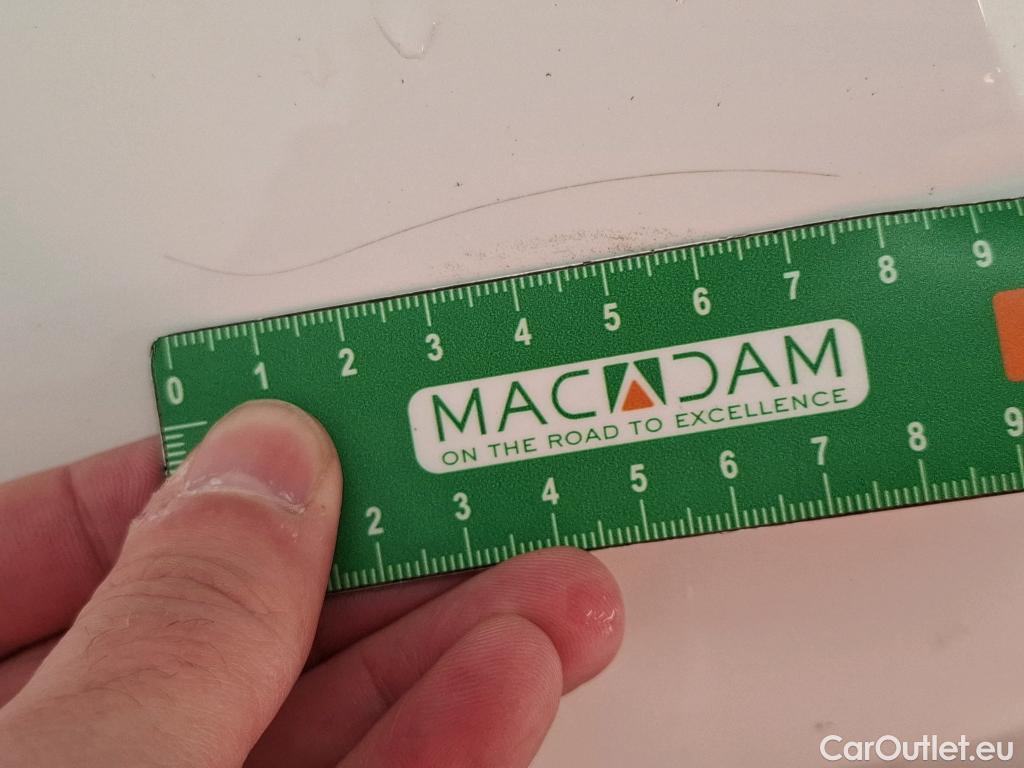 0 1 2 3 4 5 6 7 8 9
MACADAM
ON THE ROAD TO EXCELLENCE
2 3 4 5 6 7 8 9
CarOutlet.eu